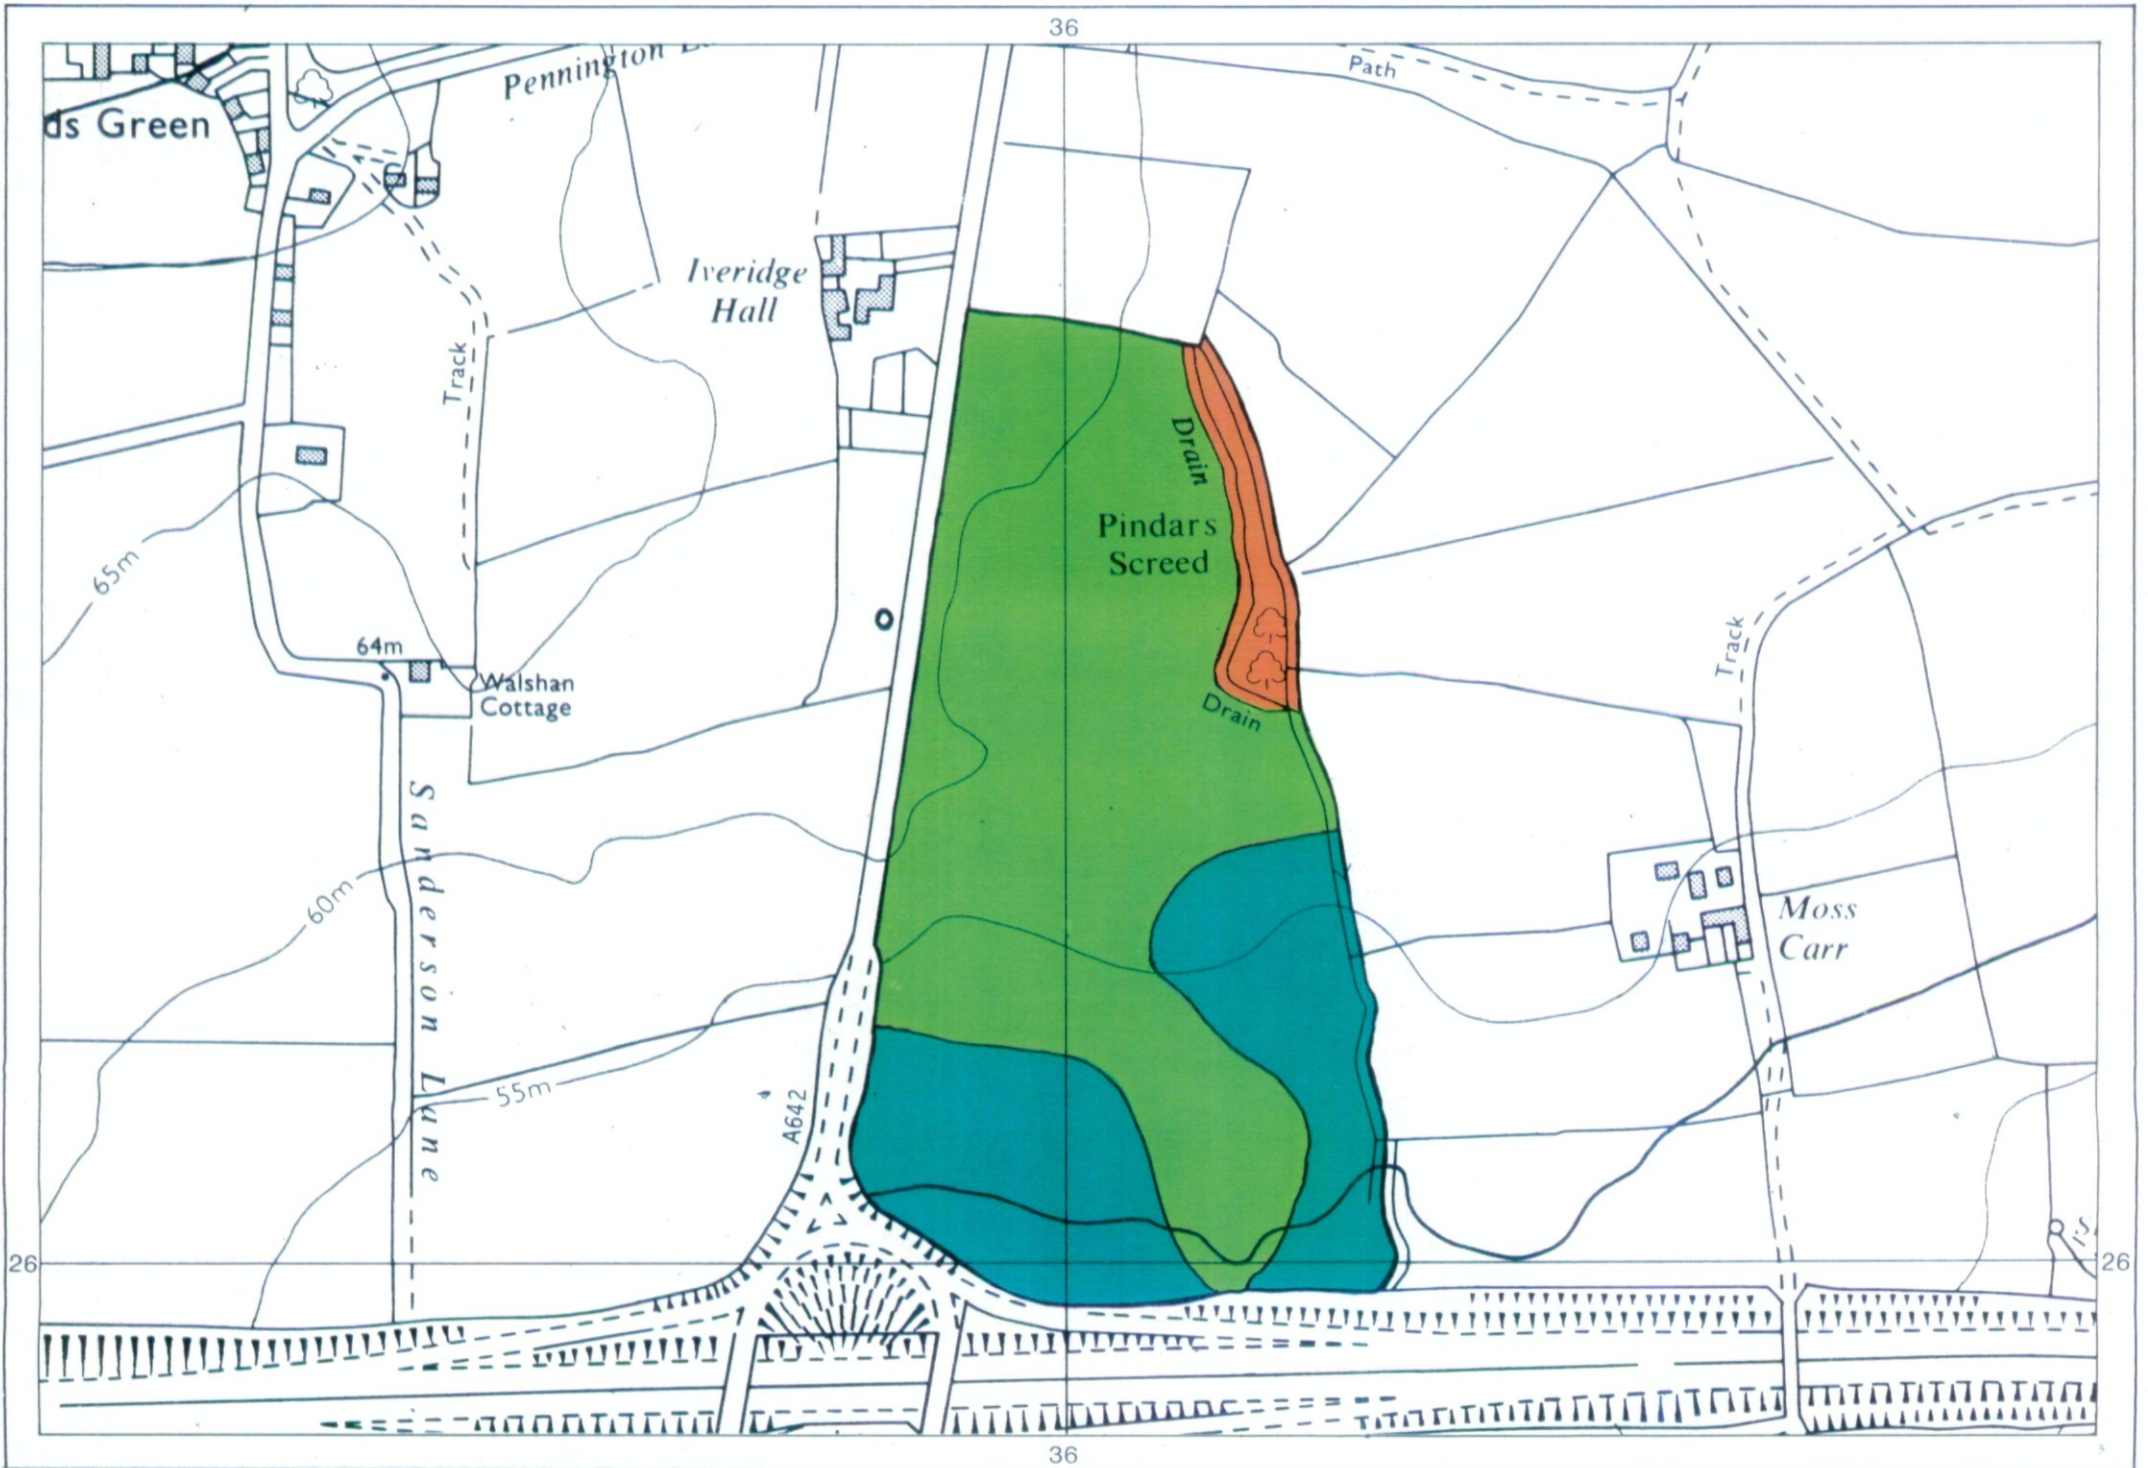 36
Path
Pennington
ds Green
Iveridge
Hall
Track
Drain
Pindars
Screed
65m
64m
Walshan
Cottage
Drain
Track
Sanderson Lane
60m
Moss
Carr
55m
A642
26
26
36